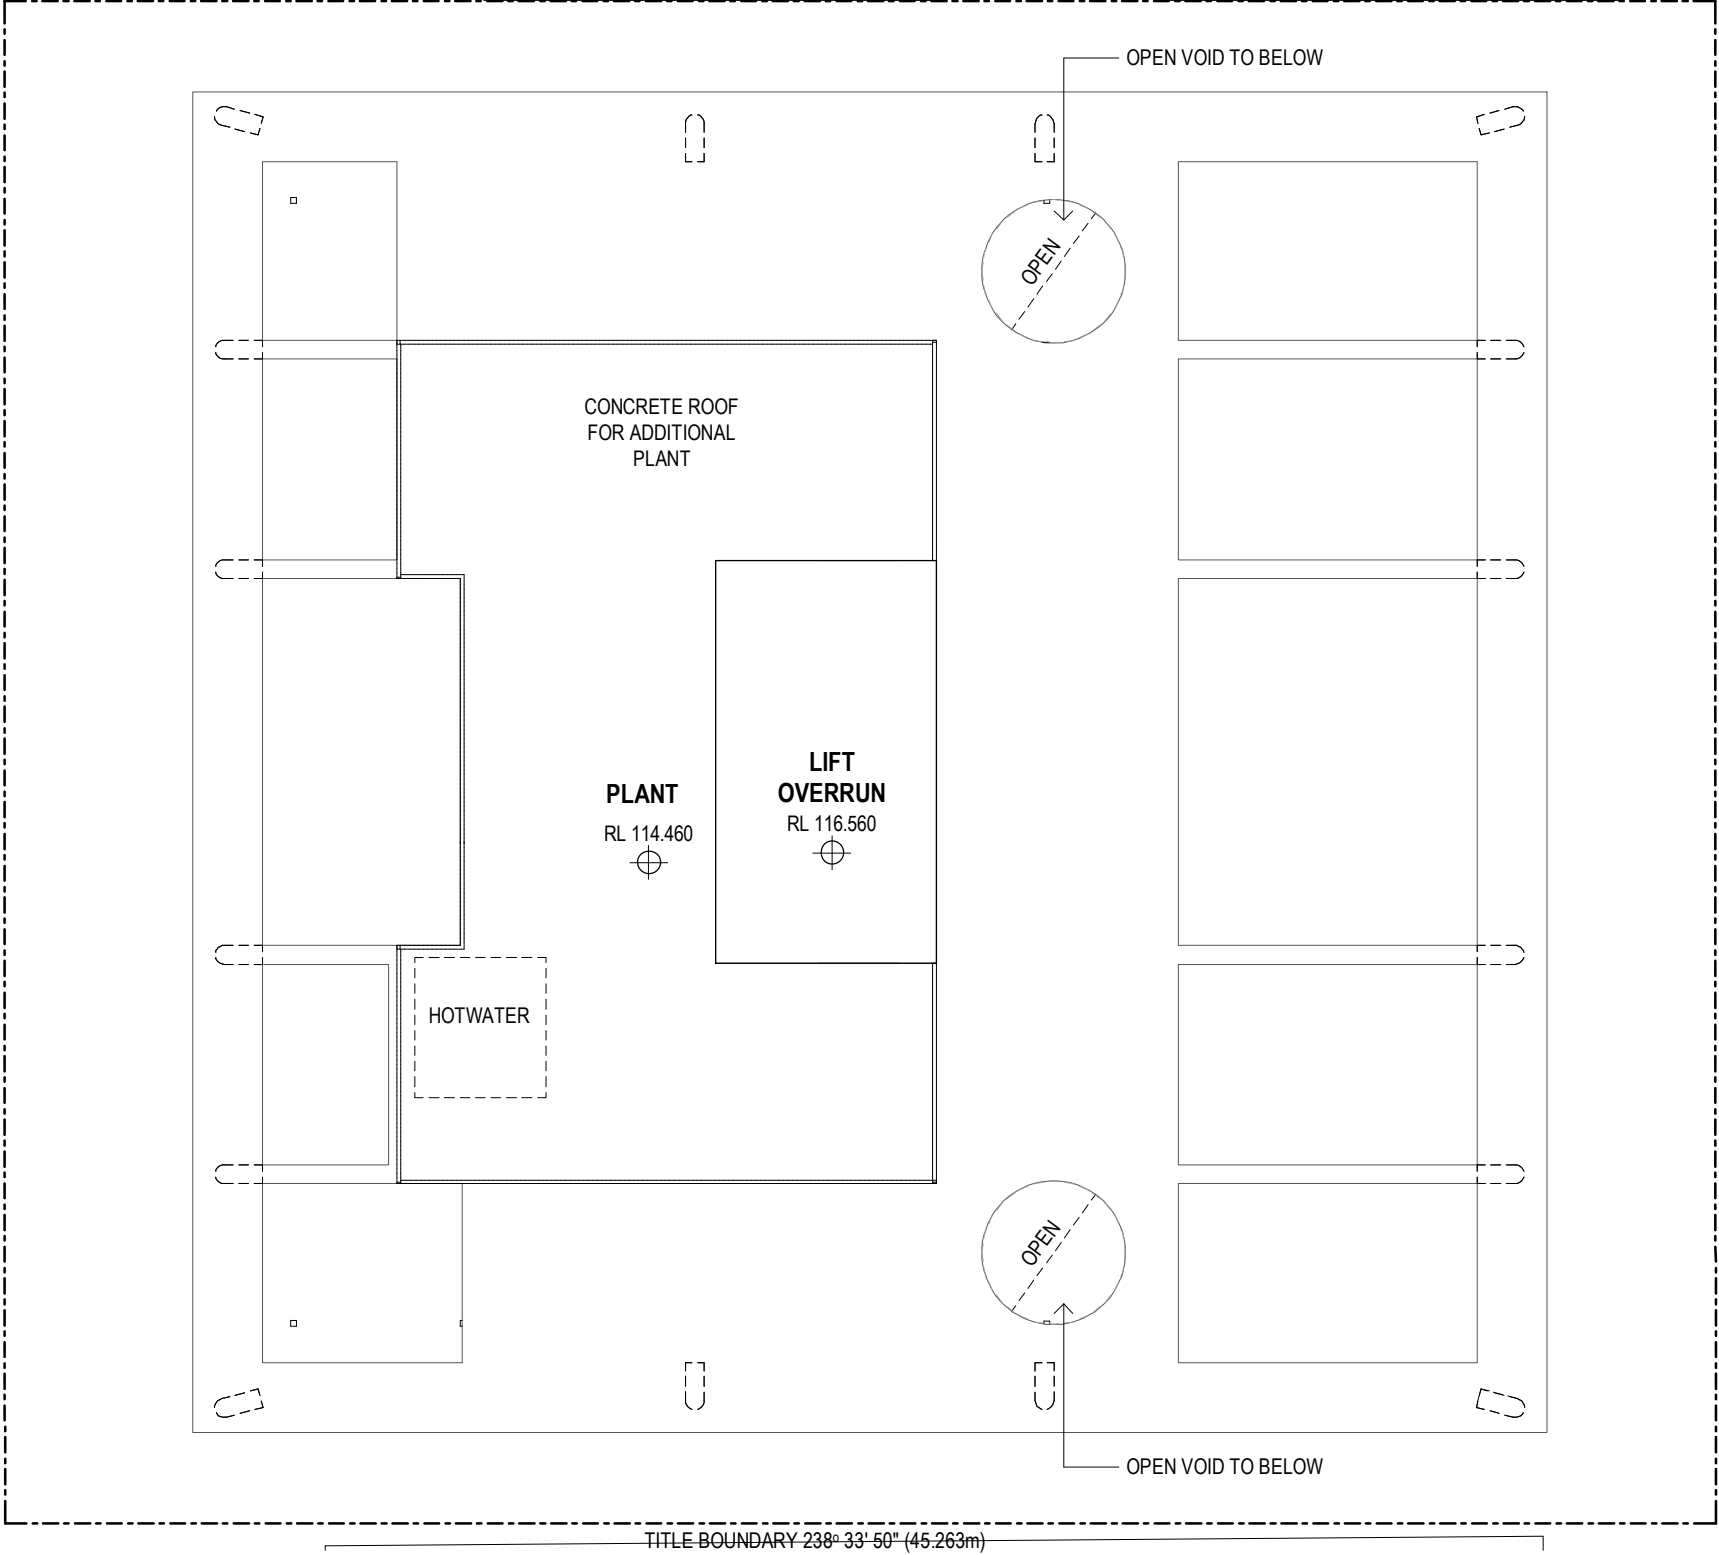 OPEN VOID TO BELOW
OPEN
CONCRETE ROOF
FOR ADDITIONAL
PLANT
LIFT
OVERRUN
RL 116.560
PLANT
RL 114.460
HOTWATER
OPEN
OPEN VOID TO BELOW
TITLE BOUNDARY 238º 33' 50" (45.263m)